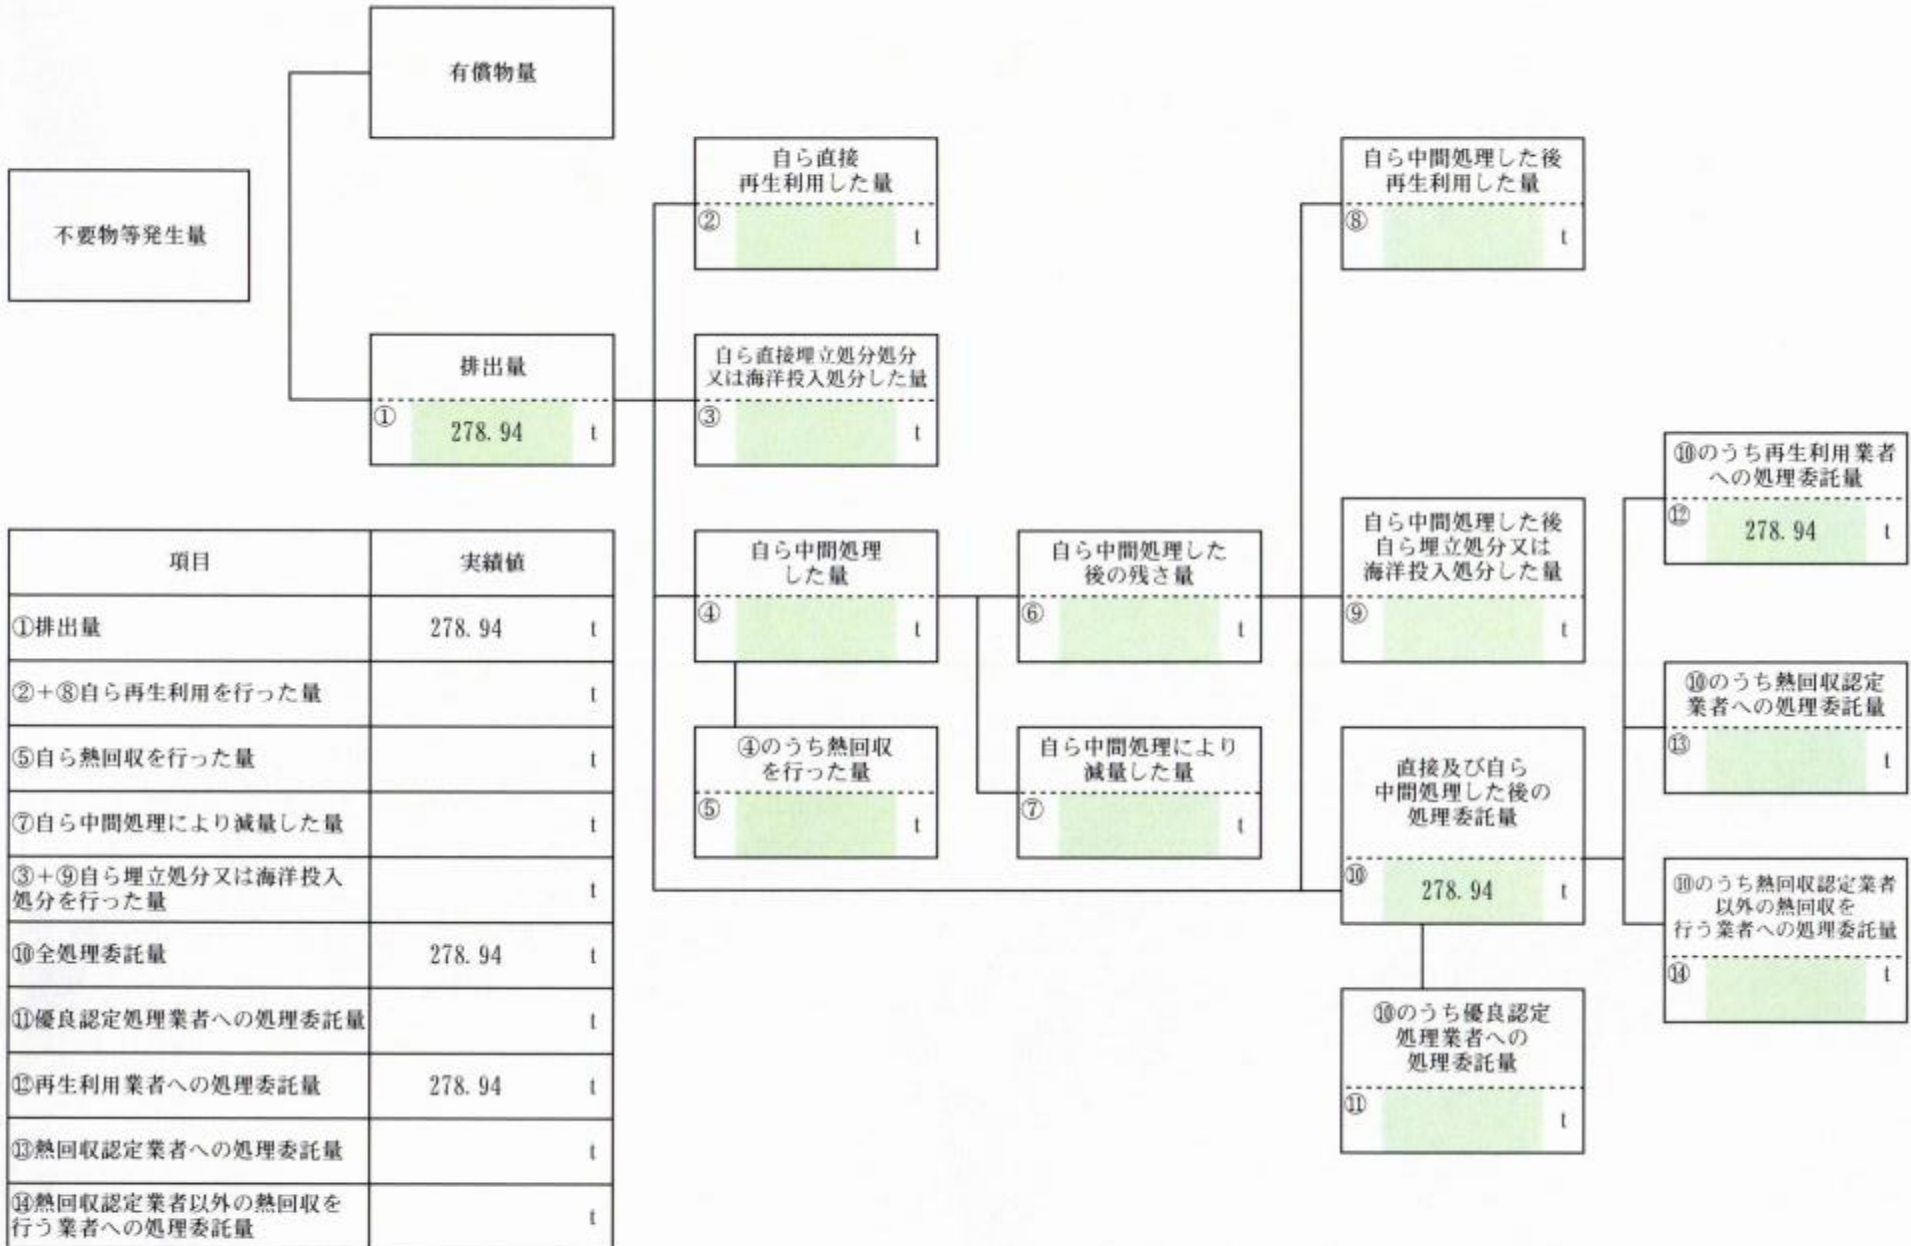 有償物量
不要物等発生量
排出量
① 278.94 t
自ら直接
再生利用した量
② t
自ら直接埋立処分処分
又は海洋投入処分した量
③ t
自ら中間処理
した量
④ t
④のうち熱回収
を行った量
⑤ t
自ら中間処理した
後の残さ量
⑥ t
自ら中間処理により
減量した量
⑦ t
自ら中間処理した後
再生利用した量
⑧ t
自ら中間処理した後
自ら埋立処分又は
海洋投入処分した量
⑨ t
直接及び自ら
中間処理した後の
処理委託量
⑩ 278.94 t
⑩のうち優良認定
処理業者への
処理委託量
⑪ t
⑩のうち再生利用業者
への処理委託量
⑫ 278.94 t
⑩のうち熱回収認定
業者への処理委託量
⑬ t
⑩のうち熱回収認定業者
以外の熱回収を
行う業者への処理委託量
⑭ t
項目 実績値
①排出量 278.94 t
②+⑧自ら再生利用を行った量 t
⑤自ら熱回収を行った量 t
⑦自ら中間処理により減量した量 t
③+⑨自ら埋立処分又は海洋投入
処分を行った量 t
⑩全処理委託量 278.94 t
⑪優良認定処理業者への処理委託量 t
⑫再生利用業者への処理委託量 278.94 t
⑬熱回収認定業者への処理委託量 t
⑭熱回収認定業者以外の熱回収を
行う業者への処理委託量 t